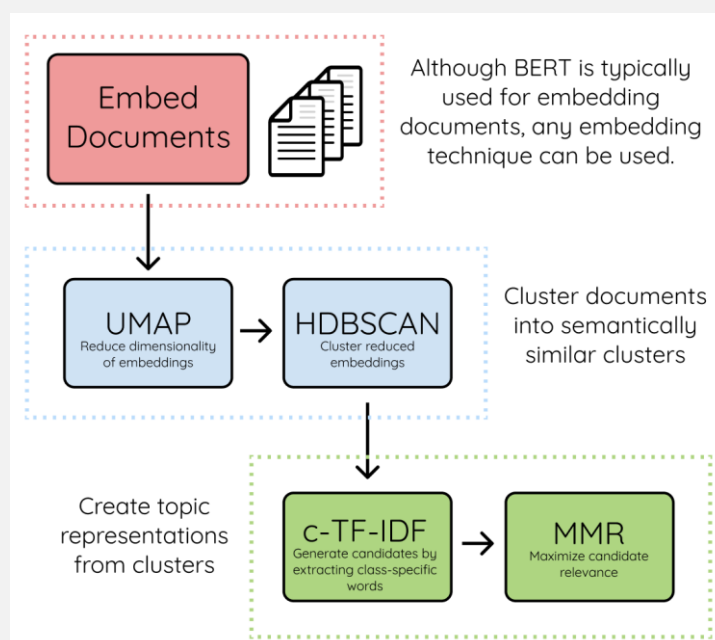 Embed
Documents
Although BERT is typically
used for embedding
documents, any embedding
technique can be used.
UMAP
Reduce dimensionality
of embeddings
HDBSCAN
Cluster reduced
embeddings
Cluster documents
into semantically
similar clusters
Create topic
representations
from clusters
c-TF-IDF
Generate candidates by
extracting class-specific
words
MMR
Maximize candidate
relevance